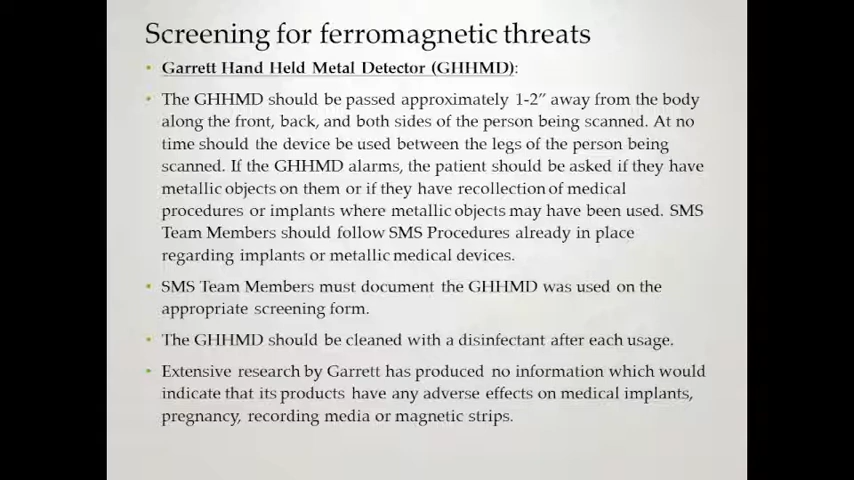 Screening for ferromagnetic threats
• Garrett Hand Held Metal Detector (GHHMD):
• The GHHMD should be passed approximately 1-2” away from the body
along the front, back, and both sides of the person being scanned. At no
time should the device be used between the legs of the person being
scanned. If the GHHMD alarms, the patient should be asked if they have
metallic objects on them or if they have recollection of medical
procedures or implants where metallic objects may have been used. SMS
Team Members should follow SMS Procedures already in place
regarding implants or metallic medical devices.
• SMS Team Members must document the GHHMD was used on the
appropriate screening form.
• The GHHMD should be cleaned with a disinfectant after each usage.
• Extensive research by Garrett has produced no information which would
indicate that its products have any adverse effects on medical implants,
pregnancy, recording media or magnetic strips.